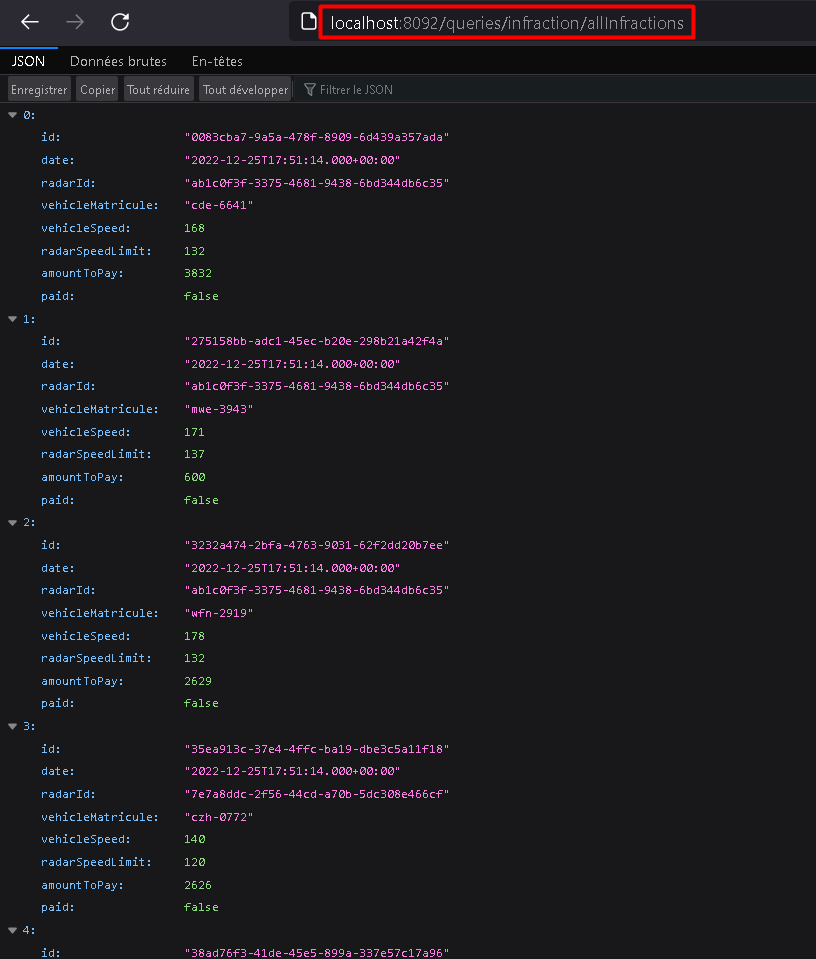 localhost:8092/queries/infraction/allInfractions
JSON Données brutes En-têtes
Enregistrer Copier Tout réduire Tout développer Filtrer le JSON
0:
id: "0083cba7-9a5a-478f-8909-6d439a357ada"
date: "2022-12-25T17:51:14.000+00:00"
radarId: "ab1c0f3f-3375-4681-9438-6bd344db6c35"
vehicleMatricule: "cde-6641"
vehicleSpeed: 168
radarSpeedLimit: 132
amountToPay: 3832
paid: false
1:
id: "275158bb-adc1-45ec-b20e-298b21a42f4a"
date: "2022-12-25T17:51:14.000+00:00"
radarId: "ab1c0f3f-3375-4681-9438-6bd344db6c35"
vehicleMatricule: "mwe-3943"
vehicleSpeed: 171
radarSpeedLimit: 137
amountToPay: 600
paid: false
2:
id: "3232a474-2bfa-4763-9031-62f2dd20b7ee"
date: "2022-12-25T17:51:14.000+00:00"
radarId: "ab1c0f3f-3375-4681-9438-6bd344db6c35"
vehicleMatricule: "wfn-2919"
vehicleSpeed: 178
radarSpeedLimit: 132
amountToPay: 2629
paid: false
3:
id: "35ea913c-37e4-4ffc-ba19-dbe3c5a11f18"
date: "2022-12-25T17:51:14.000+00:00"
radarId: "7e7a8ddc-2f56-44cd-a70b-5dc308e466cf"
vehicleMatricule: "czh-0772"
vehicleSpeed: 140
radarSpeedLimit: 120
amountToPay: 2626
paid: false
4:
id: "38ad76f3-41de-45e5-899a-337e57c17a96"